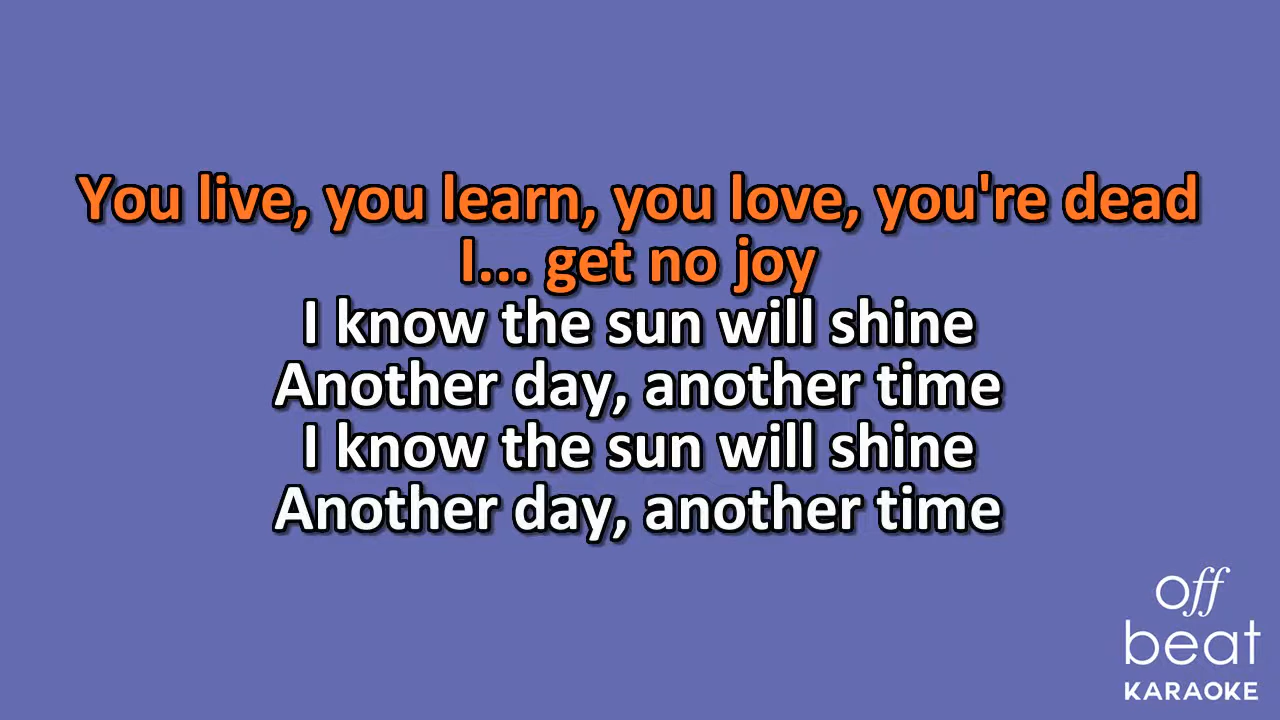 You live, you learn, you love, you're dead
I... get no joy
I know the sun will shine
Another day, another time
I know the sun will shine
Another day, another time
off
beat
KARAOKE